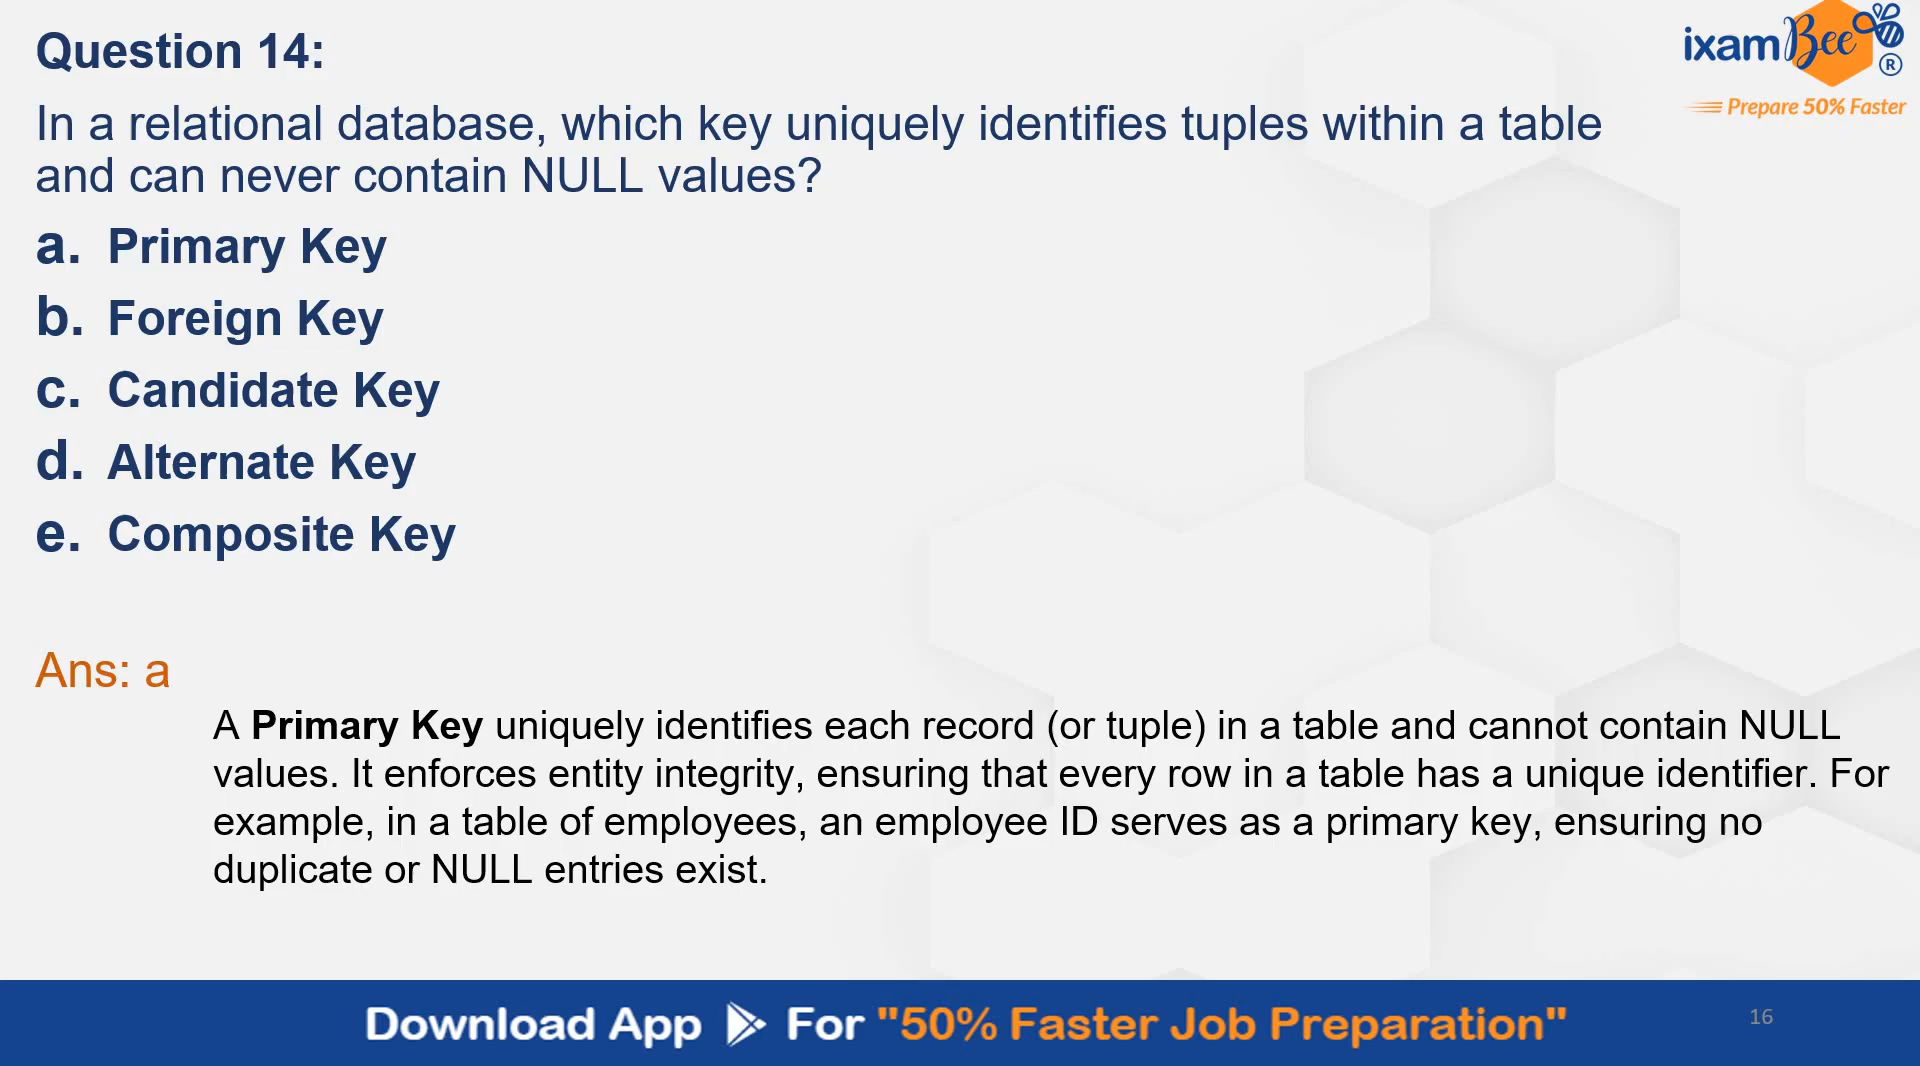 Question 14:
ixamBee®
Prepare 50% Faster
In a relational database, which key uniquely identifies tuples within a table
and can never contain NULL values?
a. Primary Key
b. Foreign Key
c. Candidate Key
d. Alternate Key
e. Composite Key
Ans: a
A Primary Key uniquely identifies each record (or tuple) in a table and cannot contain NULL
values. It enforces entity integrity, ensuring that every row in a table has a unique identifier. For
example, in a table of employees, an employee ID serves as a primary key, ensuring no
duplicate or NULL entries exist.
Download App For "50% Faster Job Preparation"
16